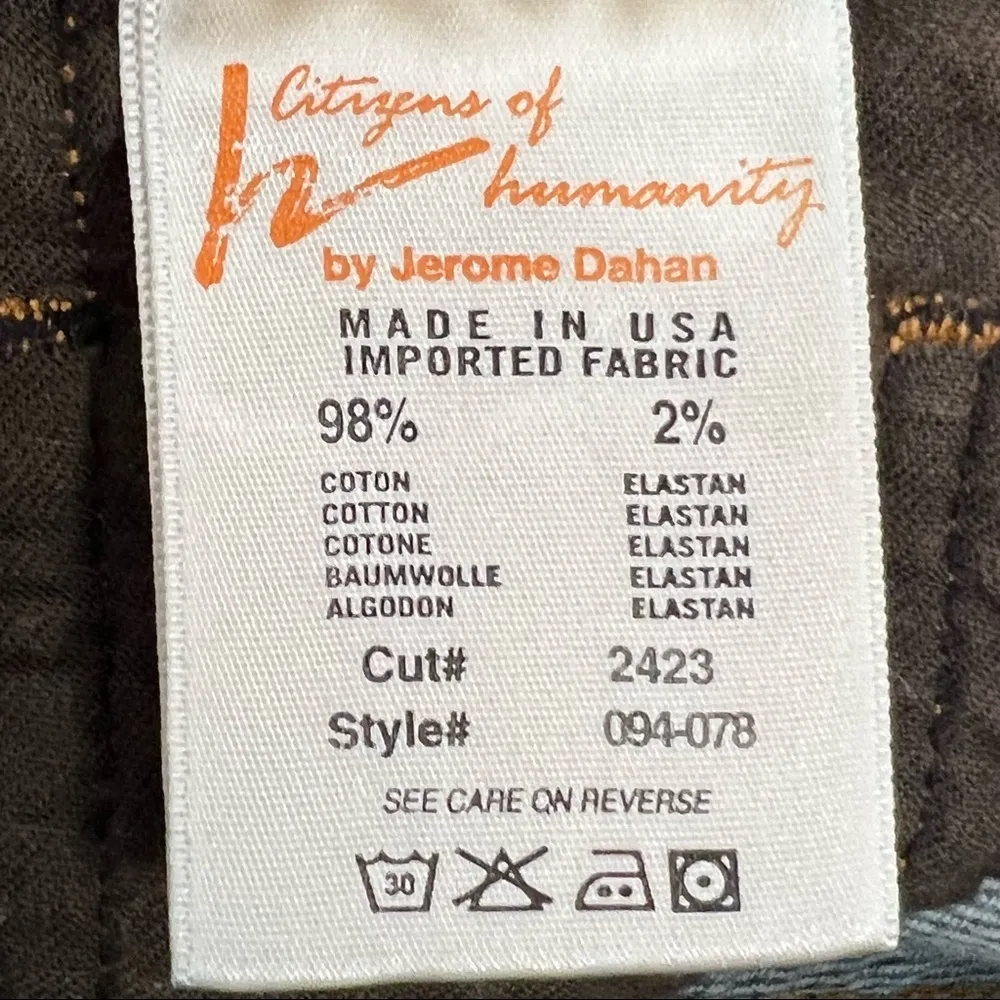 Citizens of
humanity
by Jerome Dahan
MADE IN USA
IMPORTED FABRIC
98% 2%
COTON ELASTAN
COTTON ELASTAN
COTONE ELASTAN
BAUMWOLLE ELASTAN
ALGODON ELASTAN
Cut# 2423
Style# 094-078
SEE CARE ON REVERSE
30